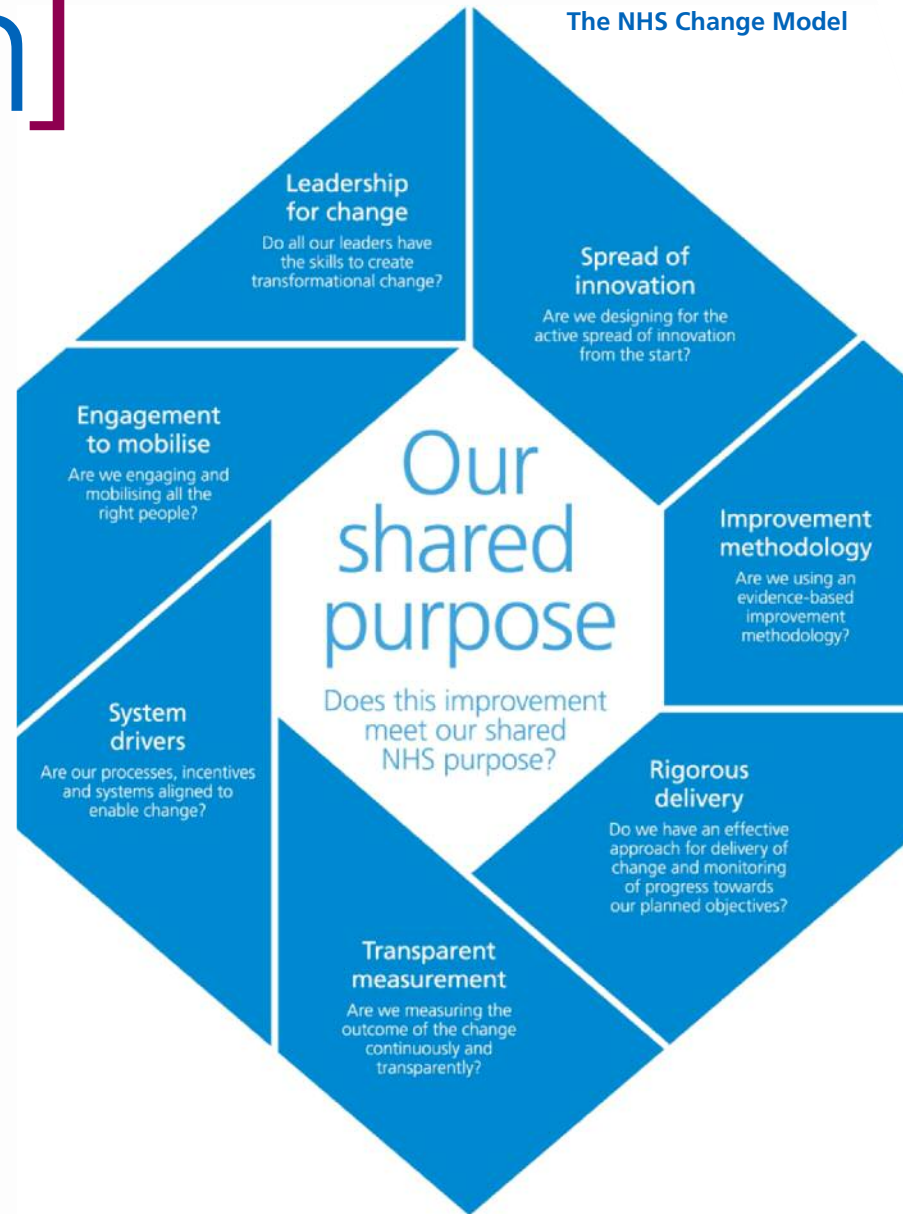 The NHS Change Model
Leadership
for change
Do all our leaders have
the skills to create
transformational change?
Spread of
innovation
Are we designing for the
active spread of innovation
from the start?
Engagement
to mobilise
Are we engaging and
mobilising all the
right people?
Our
shared
purpose
Does this improvement
meet our shared
NHS purpose?
Improvement
methodology
Are we using an
evidence-based
improvement
methodology?
System
drivers
Are our processes, incentives
and systems aligned to
enable change?
Rigorous
delivery
Do we have an effective
approach for delivery of
change and monitoring
of progress towards
our planned objectives?
Transparent
measurement
Are we measuring the
outcome of the change
continuously and
transparently?